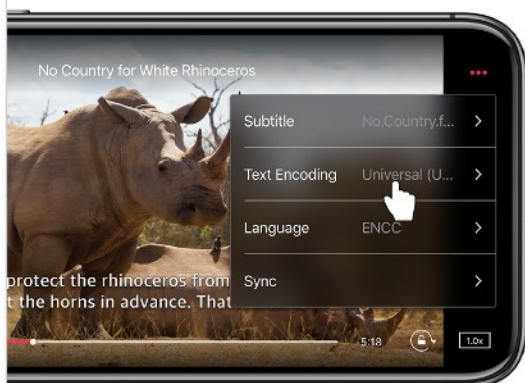 No Country for White Rhinoceros
Subtitle No.Country.f...
Text Encoding Universal (U...
Language ENCC
Sync
protect the rhinoceros from
t the horns in advance. That
5:18
1.0x